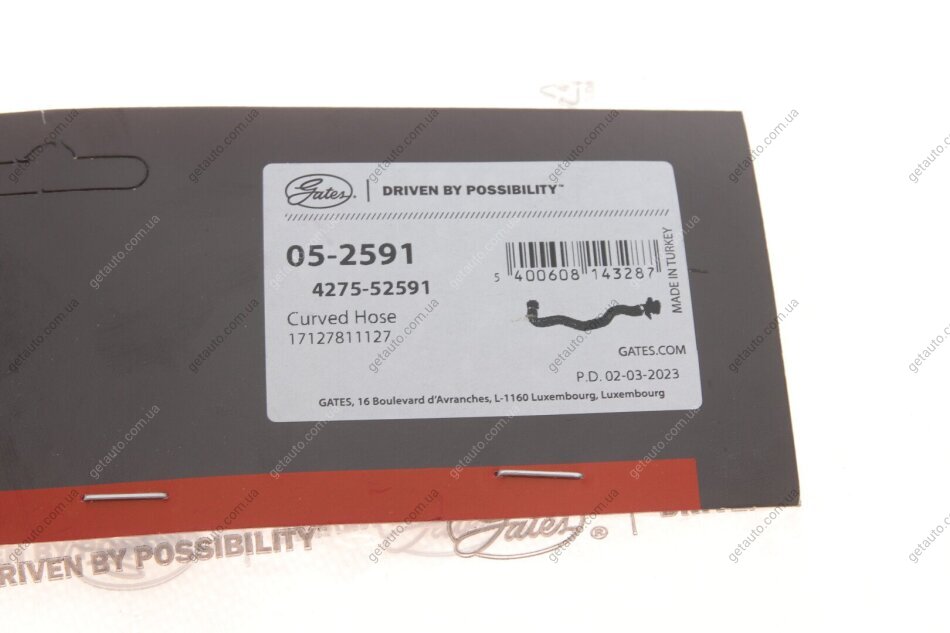 Gates. | DRIVEN BY POSSIBILITY™
05-2591
4275-52591
Curved Hose
17127811127
5 400608 143287
MADE IN TURKEY
GATES.COM
P.D. 02-03-2023
GATES, 16 Boulevard d'Avranches, L-1160 Luxembourg, Luxembourg
RIVEN BY POSSIBILITY
Gates ® | DRIVEN
getauto.com.ua